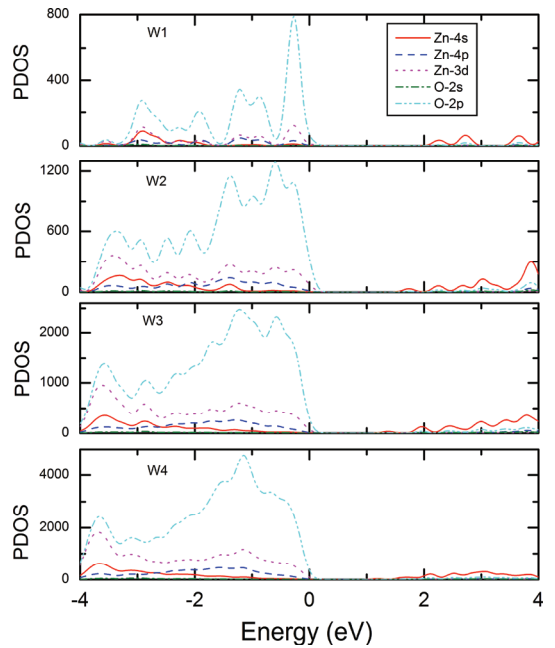 800
W1
Zn-4s
Zn-4p
Zn-3d
O-2s
O-2p
PDOS
400
0
1200
W2
PDOS
600
0
W3
2000
PDOS
1000
0
W4
4000
PDOS
2000
0
-4 -2 0 2 4
Energy (eV)